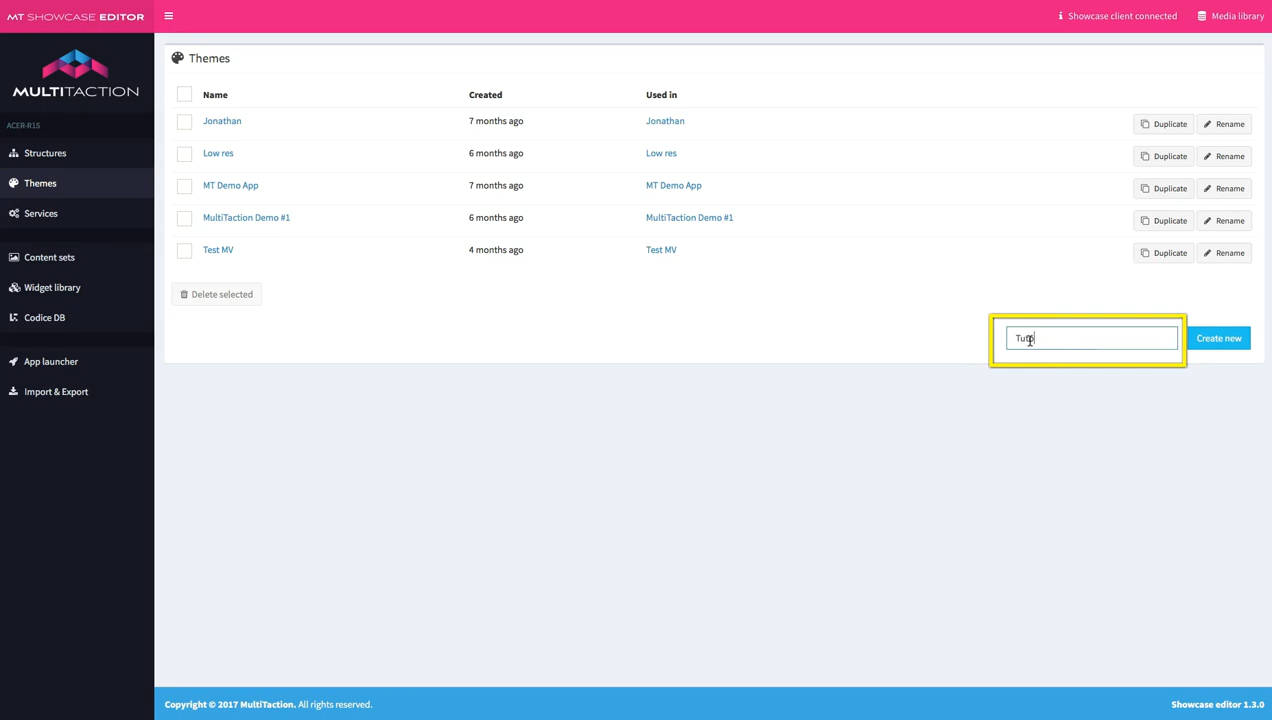 MT SHOWCASE EDITOR
Showcase client connected
Media library
MULTITACTION
ACER-R15
Structures
Themes
Services
Content sets
Widget library
Codice DB
App launcher
Import & Export
Themes
Name Created Used in
Jonathan 7 months ago Jonathan Duplicate Rename
Low res 6 months ago Low res Duplicate Rename
MT Demo App 7 months ago MT Demo App Duplicate Rename
MultiTaction Demo #1 6 months ago MultiTaction Demo #1 Duplicate Rename
Test MV 4 months ago Test MV Duplicate Rename
Delete selected
Tuto Create new
Copyright © 2017 MultiTaction. All rights reserved.
Showcase editor 1.3.0